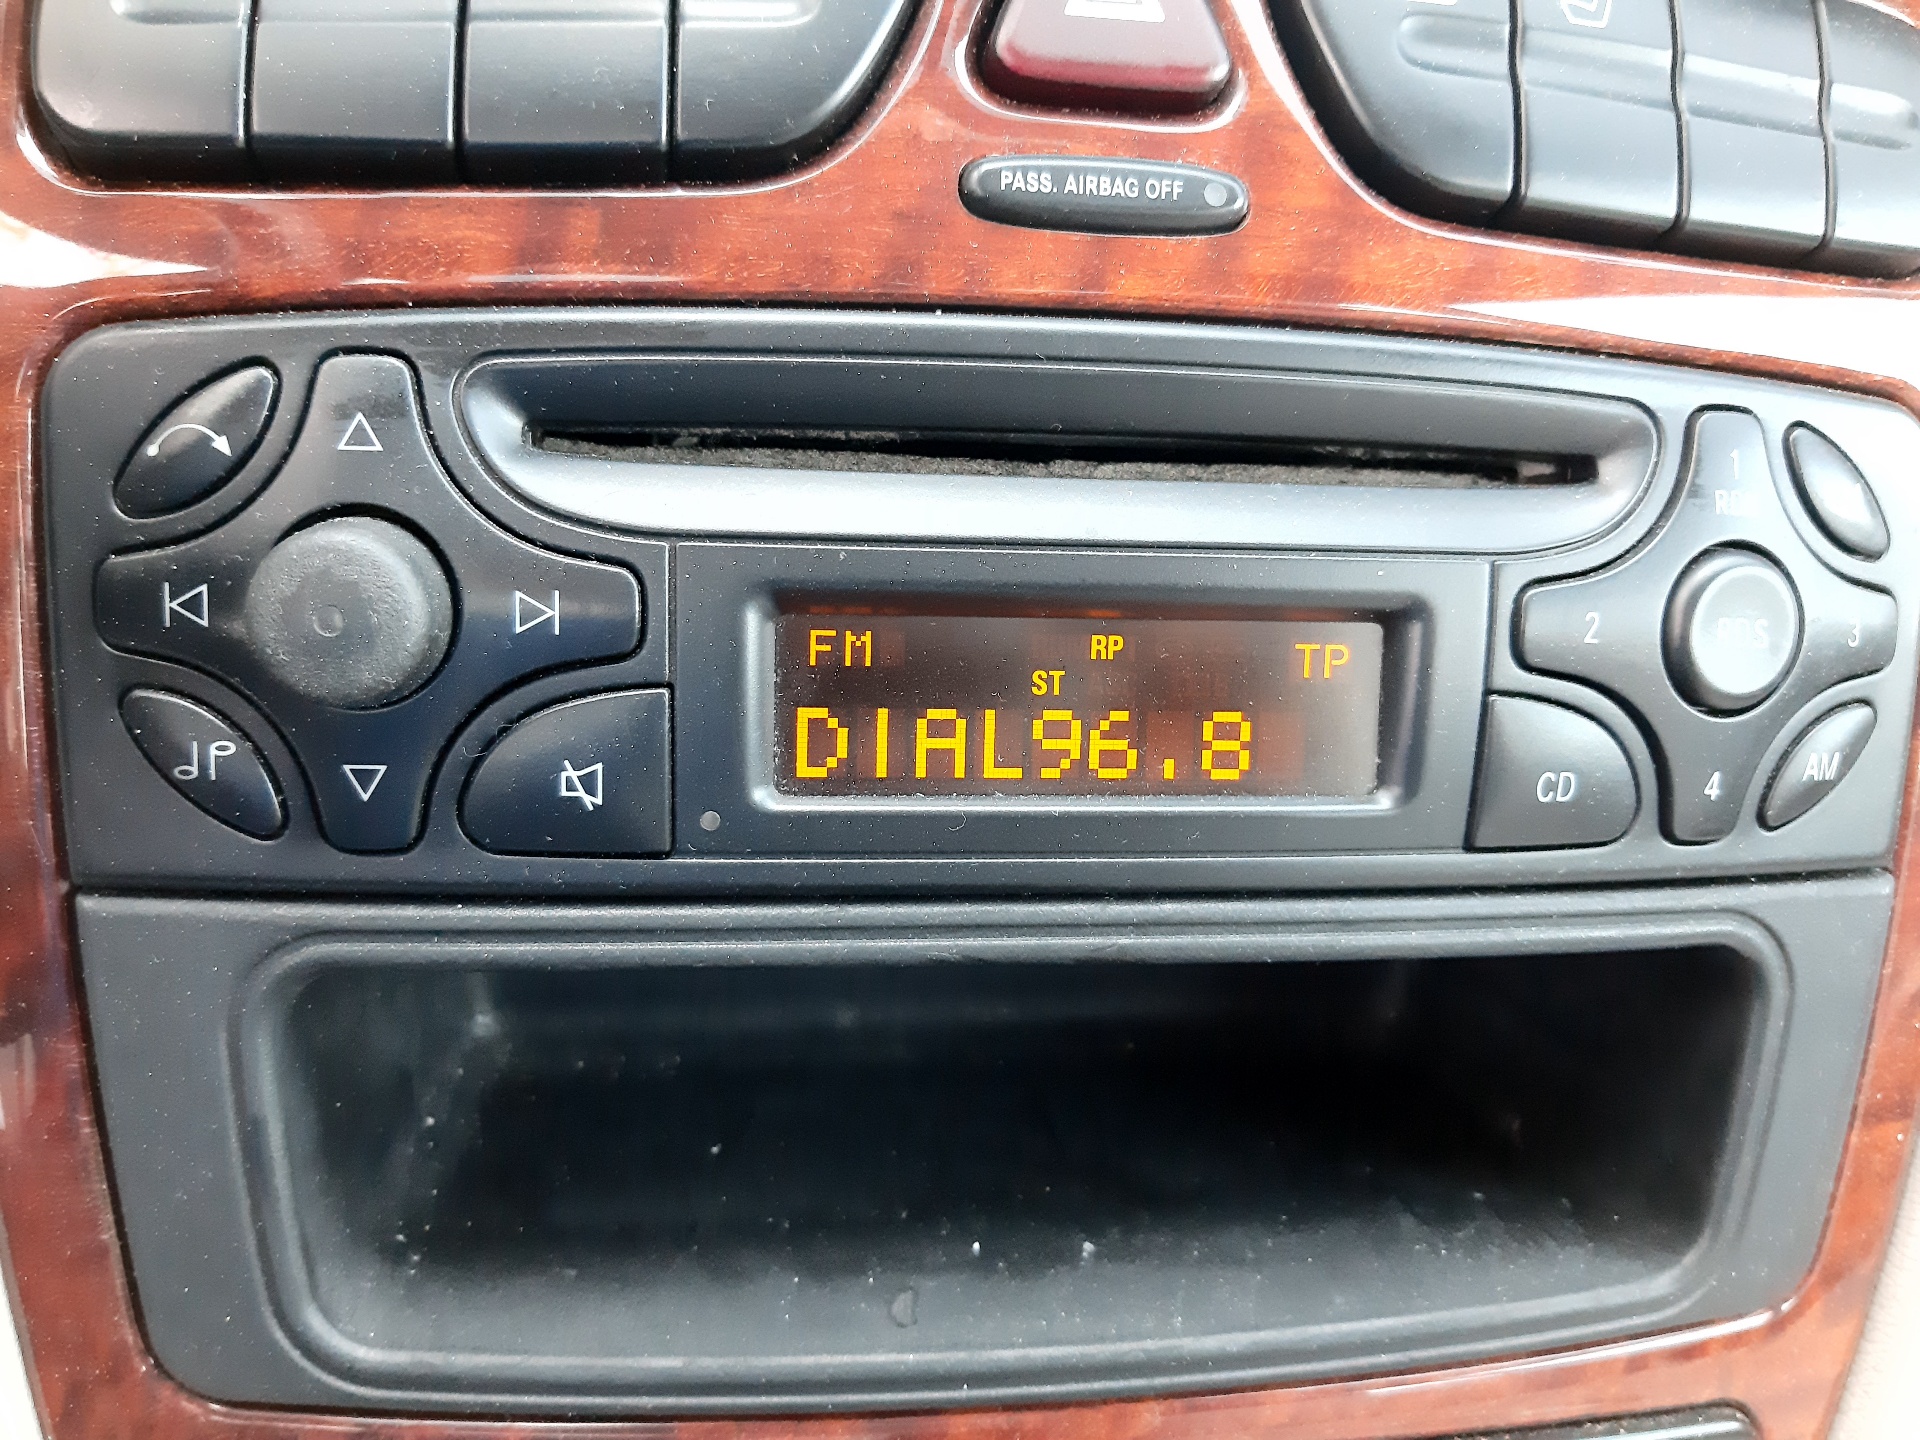 PASS. AIRBAG OFF
1
FM
RP
TP
ST
2
3
DIAL96.8
CD
4
AM